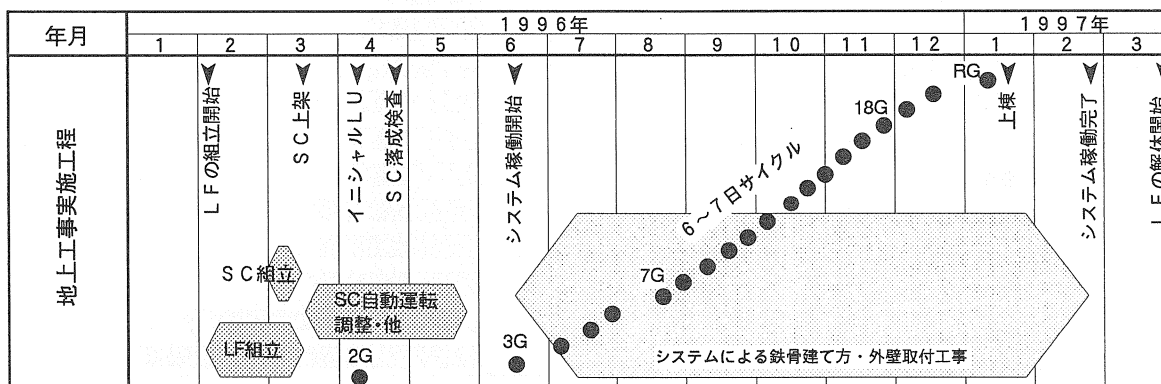 年月
1996年
1997年
1 2 3 4 5 6 7 8 9 10 11 12 1 2 3
地上工事実施工程
LFの組立開始
SC上架
イニシャルLU
SC落成検査
システム稼働開始
上棟
システム稼働完了
LFの解体開始
RG
18G
6～7日サイクル
7G
3G
2G
SC組立
SC自動運転
調整・他
LF組立
システムによる鉄骨建て方・外壁取付工事